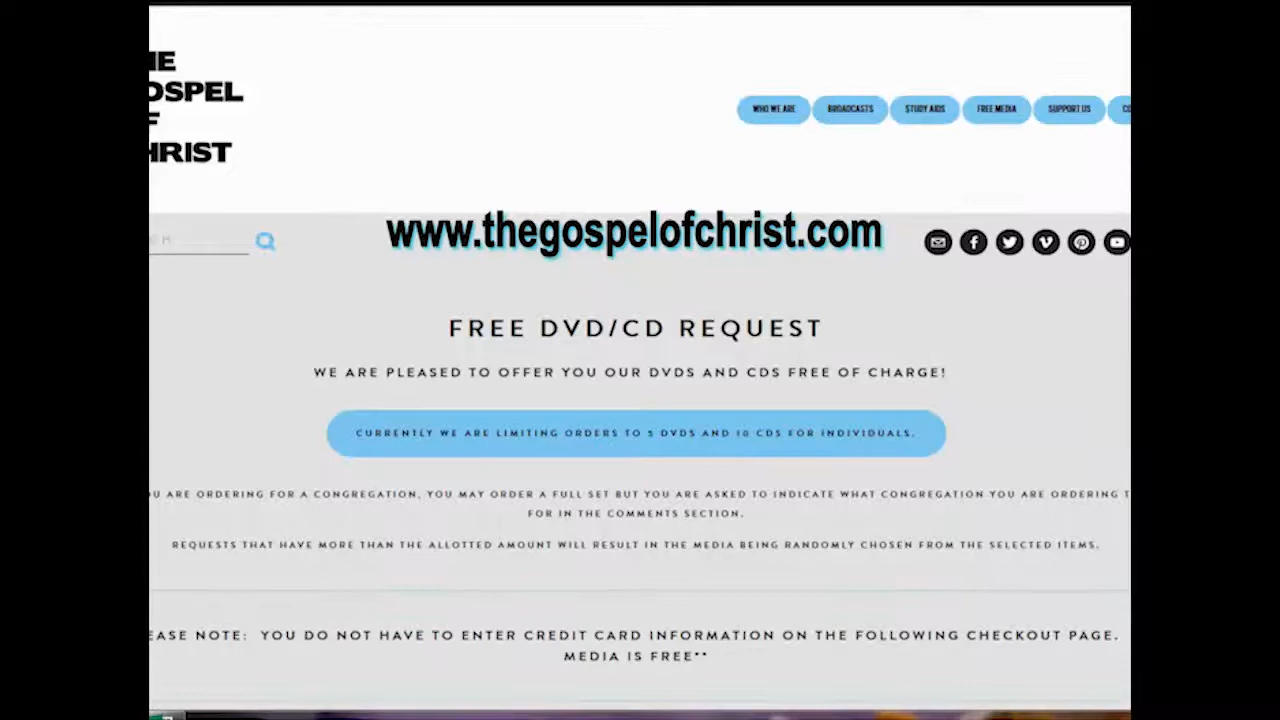 HE
OSPEL
F
HRIST
WHO WE ARE BROADCASTS STUDY AIDS FREE MEDIA SUPPORT US CO
CH
www.thegospelofchrist.com
FREE DVD/CD REQUEST
WE ARE PLEASED TO OFFER YOU OUR DVDS AND CDS FREE OF CHARGE!
CURRENTLY WE ARE LIMITING ORDERS TO 5 DVDS AND 10 CDS FOR INDIVIDUALS.
OU ARE ORDERING FOR A CONGREGATION, YOU MAY ORDER A FULL SET BUT YOU ARE ASKED TO INDICATE WHAT CONGREGATION YOU ARE ORDERING T
FOR IN THE COMMENTS SECTION.
REQUESTS THAT HAVE MORE THAN THE ALLOTTED AMOUNT WILL RESULT IN THE MEDIA BEING RANDOMLY CHOSEN FROM THE SELECTED ITEMS.
EASE NOTE: YOU DO NOT HAVE TO ENTER CREDIT CARD INFORMATION ON THE FOLLOWING CHECKOUT PAGE.
MEDIA IS FREE**